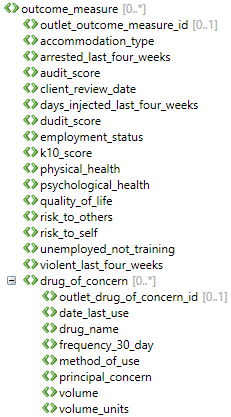 outcome_measure [0..*]
outlet_outcome_measure_id [0..1]
accommodation_type
arrested_last_four_weeks
audit_score
client_review_date
days_injected_last_four_weeks
dudit_score
employment_status
k10_score
physical_health
psychological_health
quality_of_life
risk_to_others
risk_to_self
unemployed_not_training
violent_last_four_weeks
drug_of_concern [0..*]
outlet_drug_of_concern_id [0..1]
date_last_use
drug_name
frequency_30_day
method_of_use
principal_concern
volume
volume_units